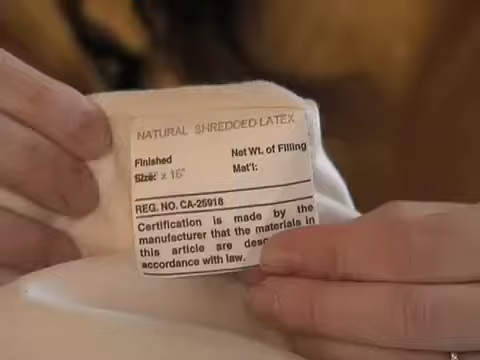 NATURAL SHREDDED LATEX
Finished Net Wt. of Filling
Size: x 16" Mat'l:
REG. NO. CA-25918
Certification is made by the
manufacturer that the materials in
this article are
accordance with law.